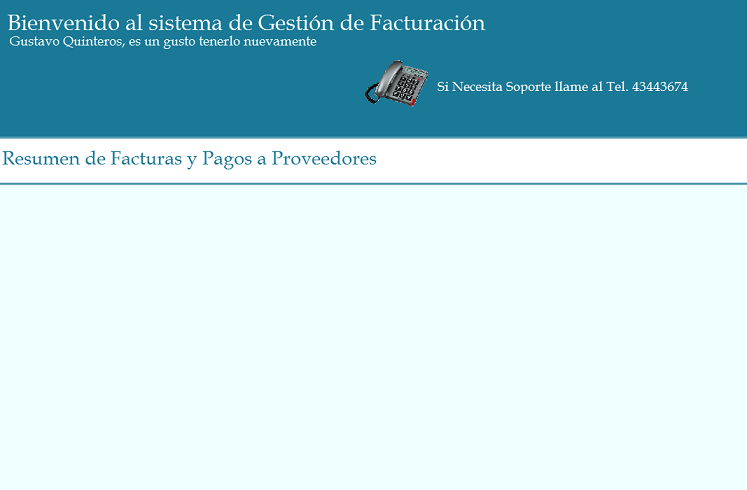 Bienvenido al sistema de Gestión de Facturación
Gustavo Quinteros, es un gusto tenerlo nuevamente
Si Necesita Soporte llame al Tel. 43443674
Resumen de Facturas y Pagos a Proveedores